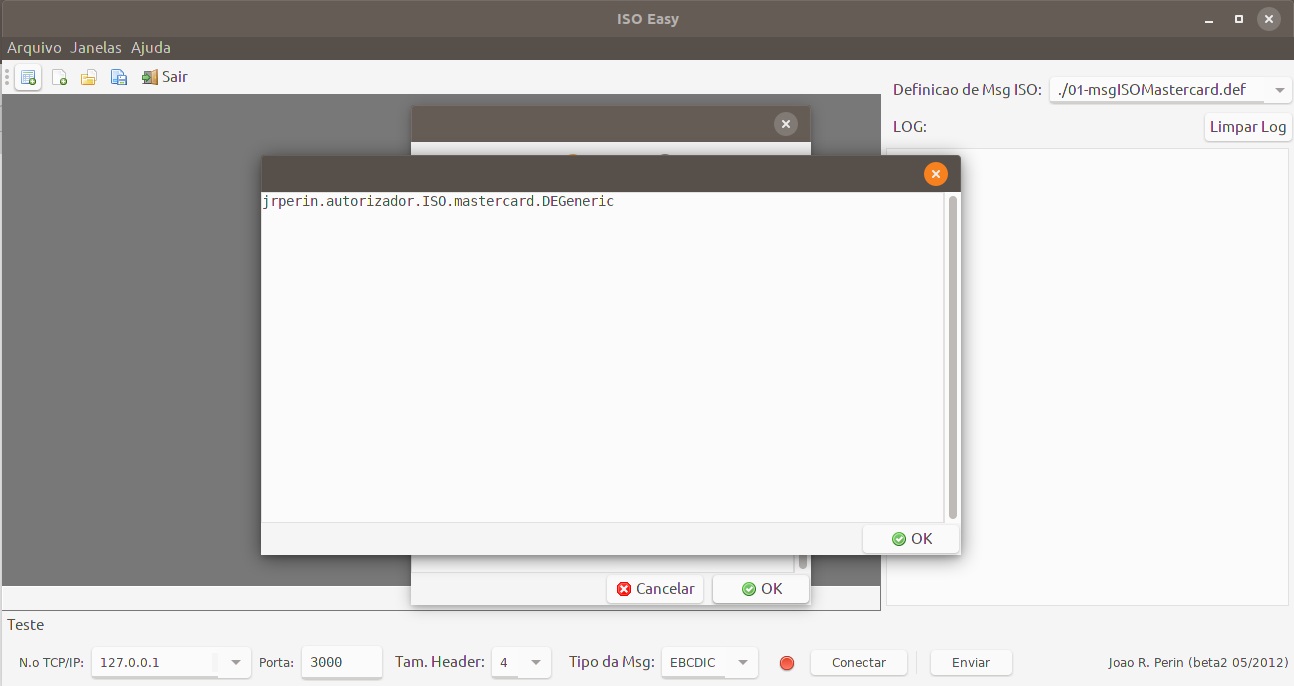 ISO Easy
Arquivo Janelas Ajuda
Sair
Definicao de Msg ISO: ./01-msgISOMastercard.def
LOG: Limpar Log
jrperin.autorizador.ISO.mastercard.DEGeneric
OK
Cancelar OK
Teste
N.o TCP/IP: 127.0.0.1 Porta: 3000 Tam. Header: 4 Tipo da Msg: EBCDIC Conectar Enviar Joao R. Perin (beta2 05/2012)